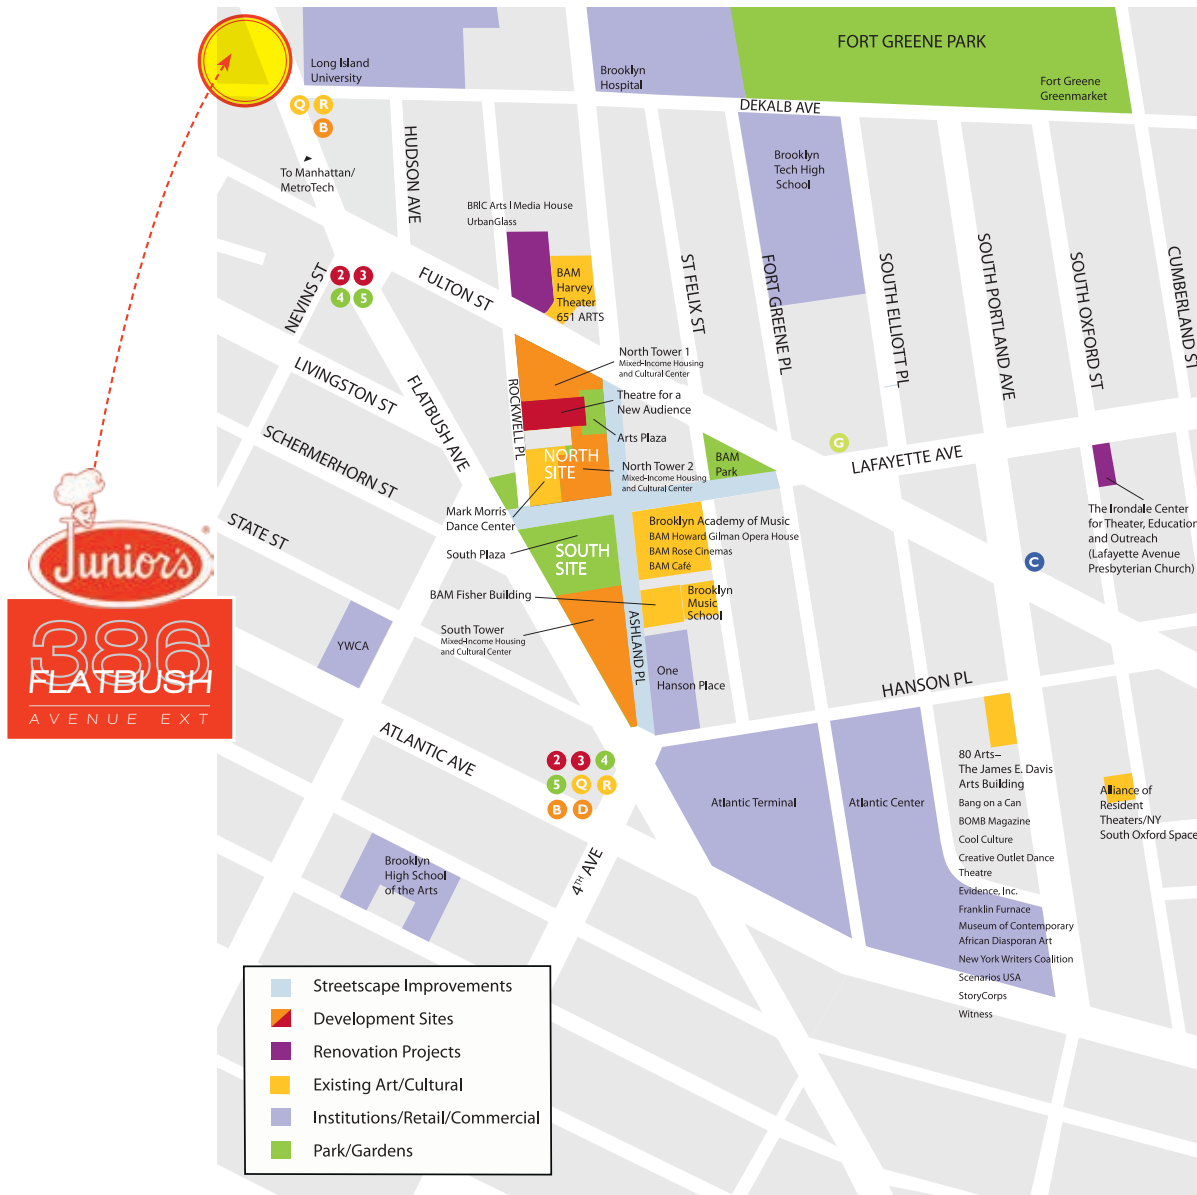 FORT GREENE PARK
Long Island
University
Brooklyn
Hospital
Fort Greene
Greenmarket
DEKALB AVE
Q R
B
HUDSON AVE
To Manhattan/
MetroTech
Brooklyn
Tech High
School
BRIC Arts | Media House
UrbanGlass
NEVINS ST
2 3
4 5
FULTON ST
BAM
Harvey
Theater
651 ARTS
ST FELIX ST
FORT GREENE PL
SOUTH ELLIOTT PL
SOUTH PORTLAND AVE
SOUTH OXFORD ST
CUMBERLAND ST
LIVINGSTON ST
FLATBUSH AVE
ROCKWELL PL
North Tower 1
Mixed-Income Housing
and Cultural Center
Theatre for a
New Audience
Arts Plaza
SCHERMERHORN ST
NORTH
SITE
North Tower 2
Mixed-Income Housing
and Cultural Center
BAM
Park
G
LAFAYETTE AVE
STATE ST
Mark Morris
Dance Center
Brooklyn Academy of Music
BAM Howard Gilman Opera House
BAM Rose Cinemas
BAM Café
The Irondale Center
for Theater, Education
and Outreach
(Lafayette Avenue
Presbyterian Church)
C
Junior's
®
South Plaza
SOUTH
SITE
BAM Fisher Building
Brooklyn
Music
School
386
FLATBUSH
AVENUE EXT
YWCA
South Tower
Mixed-Income Housing
and Cultural Center
ASHLAND PL
One
Hanson Place
HANSON PL
ATLANTIC AVE
2 3 4
5 Q R
B D
Atlantic Terminal
Atlantic Center
80 Arts–
The James E. Davis
Arts Building
Bang on a Can
BOMB Magazine
Cool Culture
Creative Outlet Dance
Theatre
Evidence, Inc.
Franklin Furnace
Museum of Contemporary
African Diasporan Art
New York Writers Coalition
Scenarios USA
StoryCorps
Witness
Alliance of
Resident
Theaters/NY
South Oxford Space
Brooklyn
High School
of the Arts
4TH AVE
Streetscape Improvements
Development Sites
Renovation Projects
Existing Art/Cultural
Institutions/Retail/Commercial
Park/Gardens